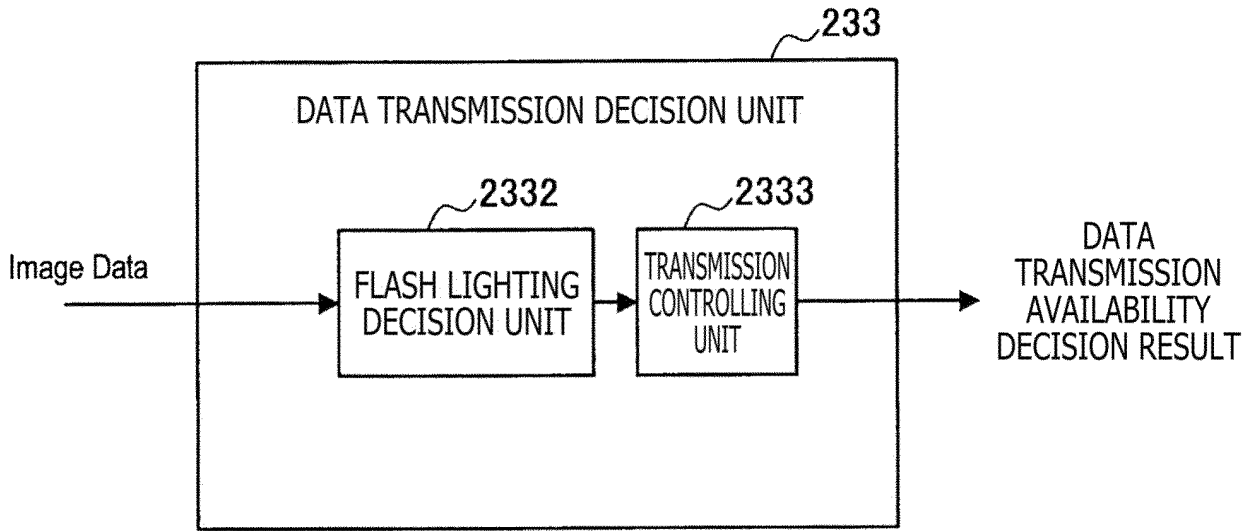 233
DATA TRANSMISSION DECISION UNIT
2332
2333
Image Data
FLASH LIGHTING
DECISION UNIT
TRANSMISSION
CONTROLLING
UNIT
DATA
TRANSMISSION
AVAILABILITY
DECISION RESULT